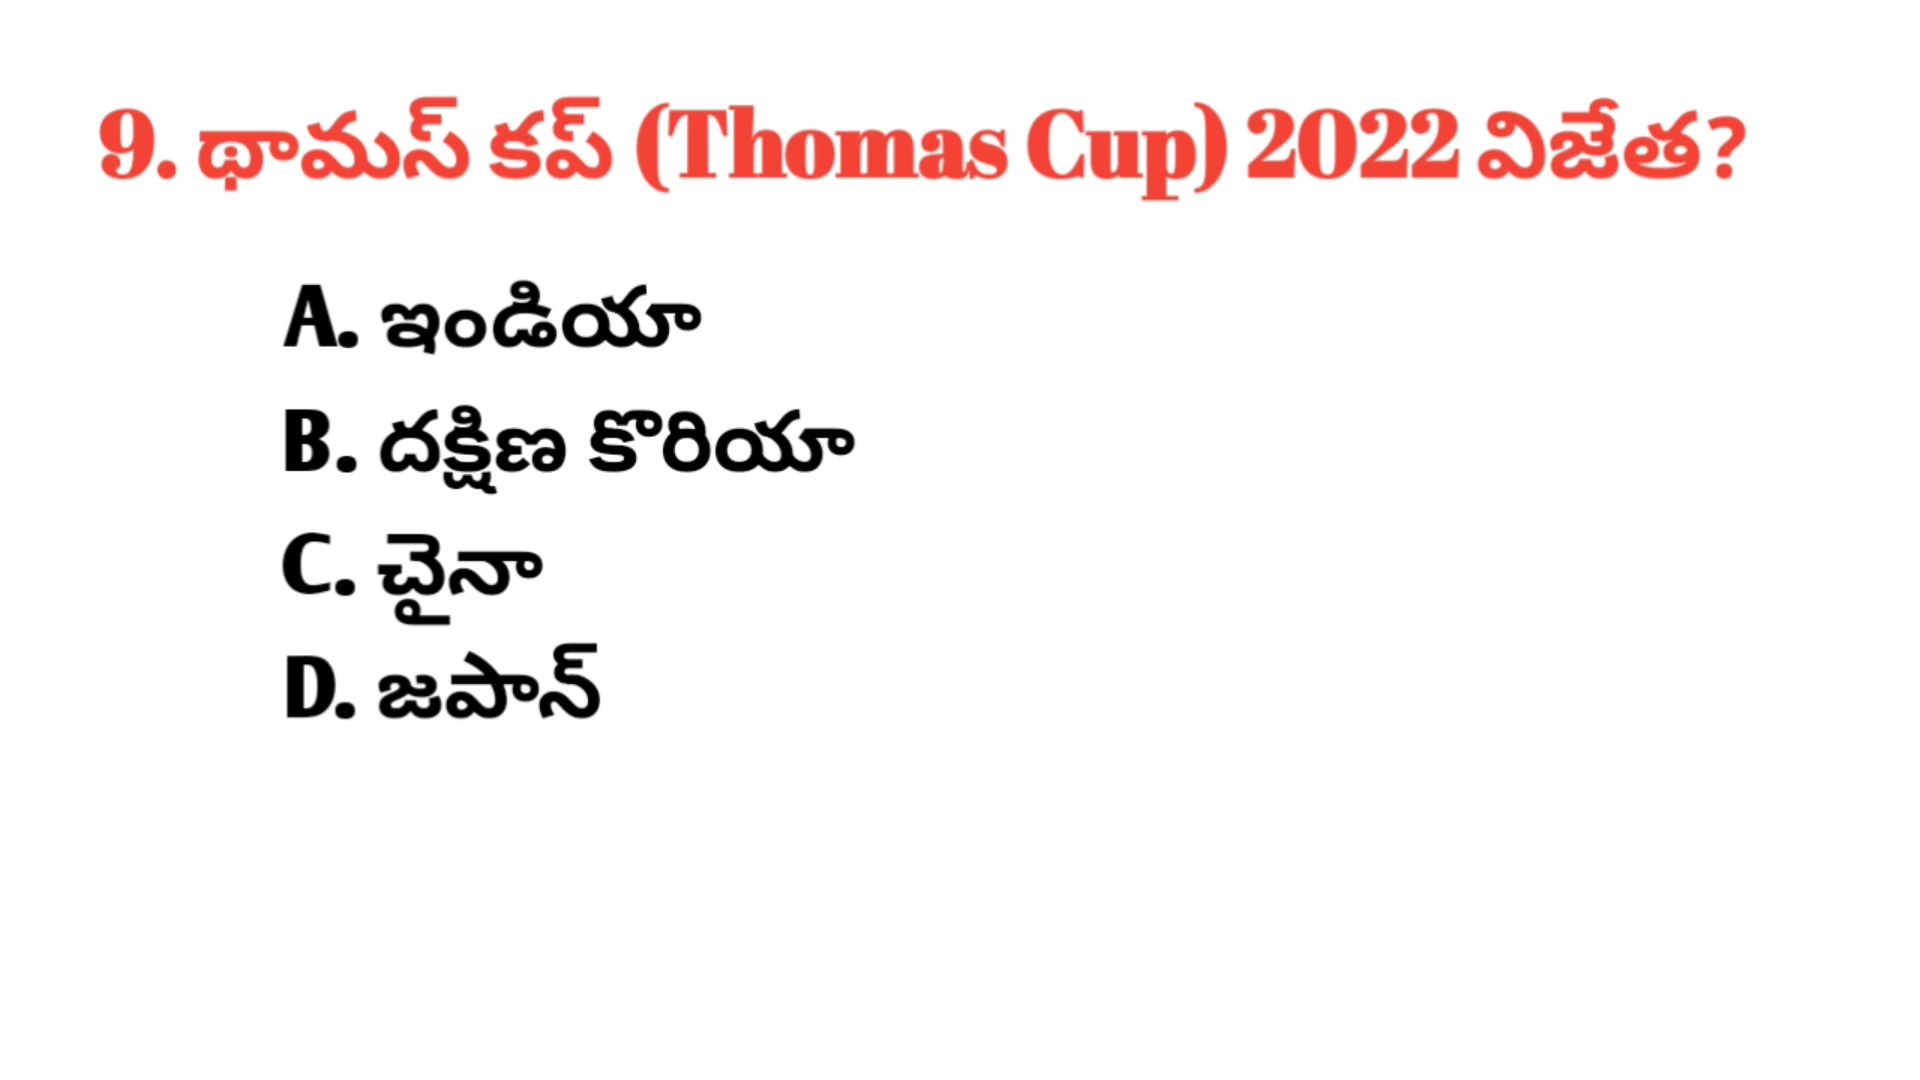 9. థామస్ కప్ (Thomas Cup) 2022 విజేత?
A. ఇండియా
B. దక్షిణ కొరియా
C. చైనా
D. జపాన్